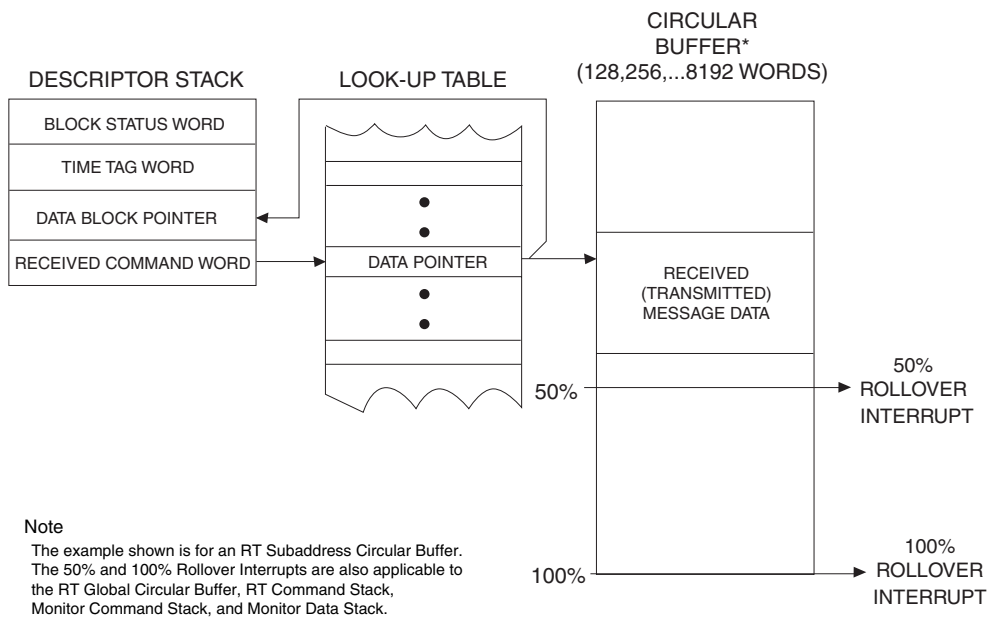 CIRCULAR
BUFFER*
(128,256,...8192 WORDS)
DESCRIPTOR STACK
LOOK-UP TABLE
BLOCK STATUS WORD
TIME TAG WORD
DATA BLOCK POINTER
RECEIVED COMMAND WORD
DATA POINTER
RECEIVED
(TRANSMITTED)
MESSAGE DATA
50%
50%
ROLLOVER
INTERRUPT
100%
100%
ROLLOVER
INTERRUPT
Note
The example shown is for an RT Subaddress Circular Buffer.
The 50% and 100% Rollover Interrupts are also applicable to
the RT Global Circular Buffer, RT Command Stack,
Monitor Command Stack, and Monitor Data Stack.